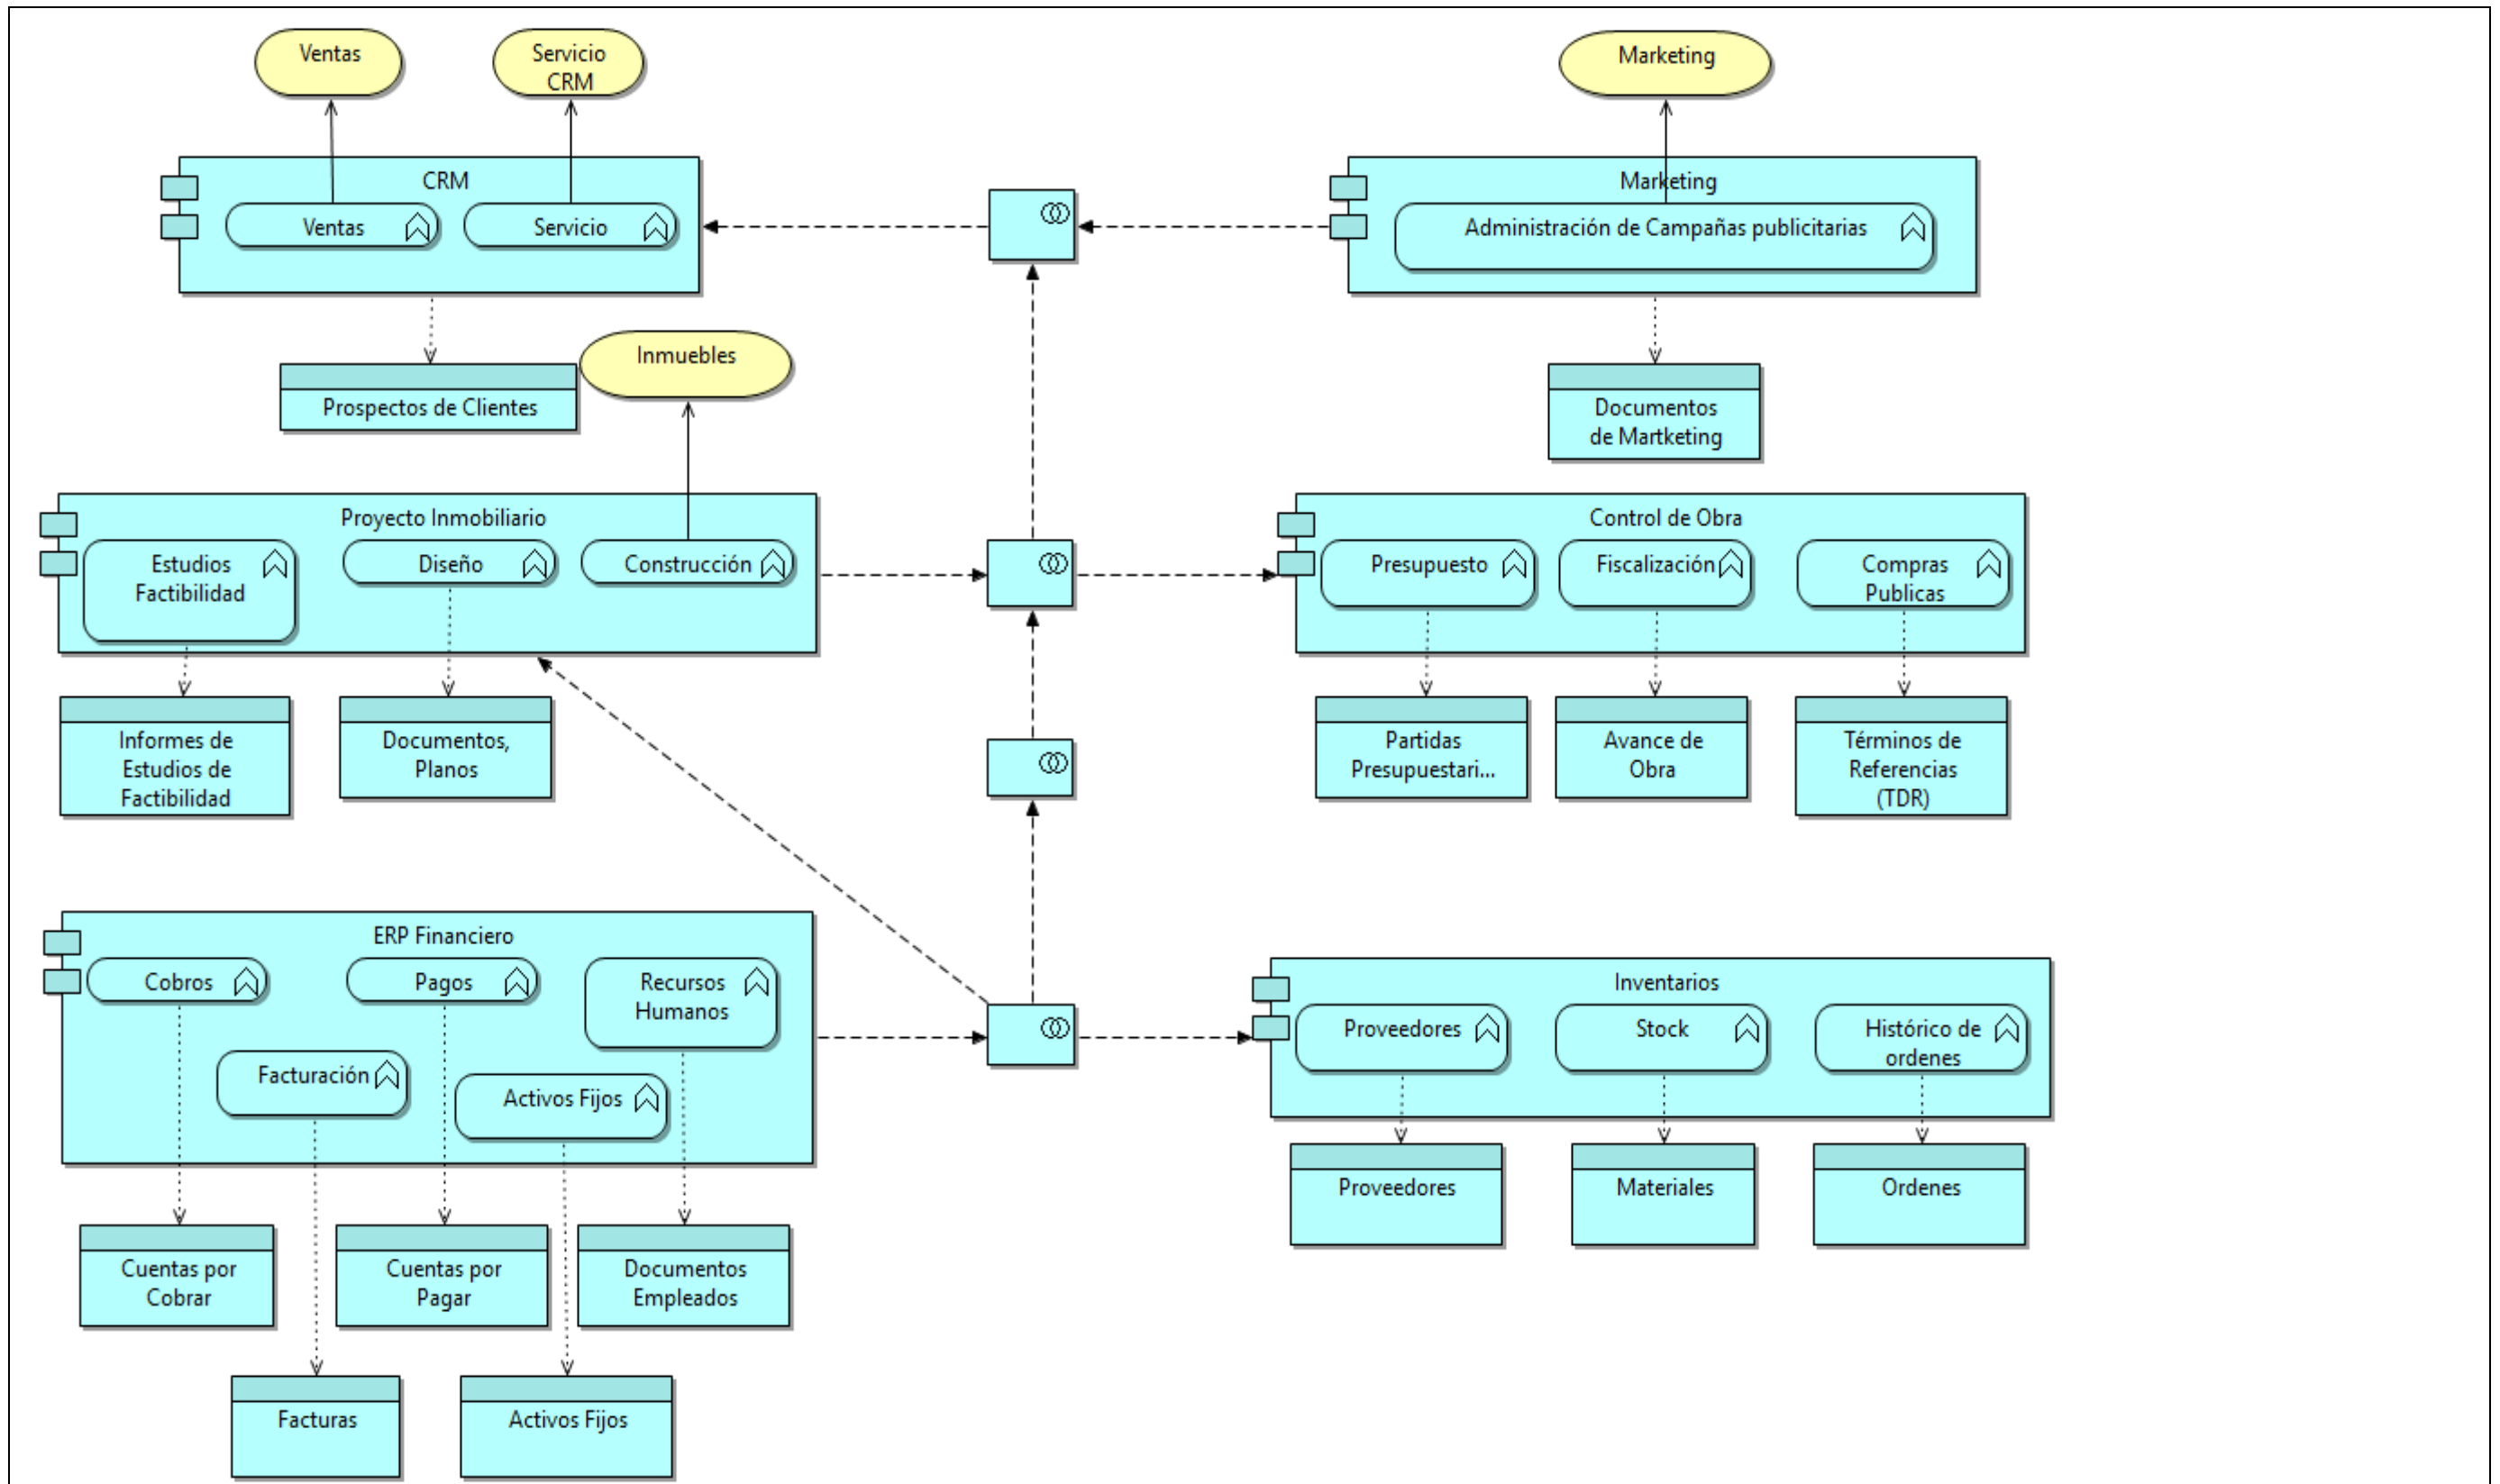 Ventas
Servicio
CRM
Marketing
CRM
Ventas
Servicio
Marketing
Administración de Campañas publicitarias
Prospectos de Clientes
Inmuebles
Documentos
de Martketing
Proyecto Inmobiliario
Estudios
Factibilidad
Diseño
Construcción
Control de Obra
Presupuesto
Fiscalización
Compras
Publicas
Informes de
Estudios de
Factibilidad
Documentos,
Planos
Partidas
Presupuestari...
Avance de
Obra
Términos de
Referencias
(TDR)
ERP Financiero
Cobros
Pagos
Recursos
Humanos
Facturación
Activos Fijos
Inventarios
Proveedores
Stock
Histórico de
ordenes
Proveedores
Materiales
Ordenes
Cuentas por
Cobrar
Cuentas por
Pagar
Documentos
Empleados
Facturas
Activos Fijos